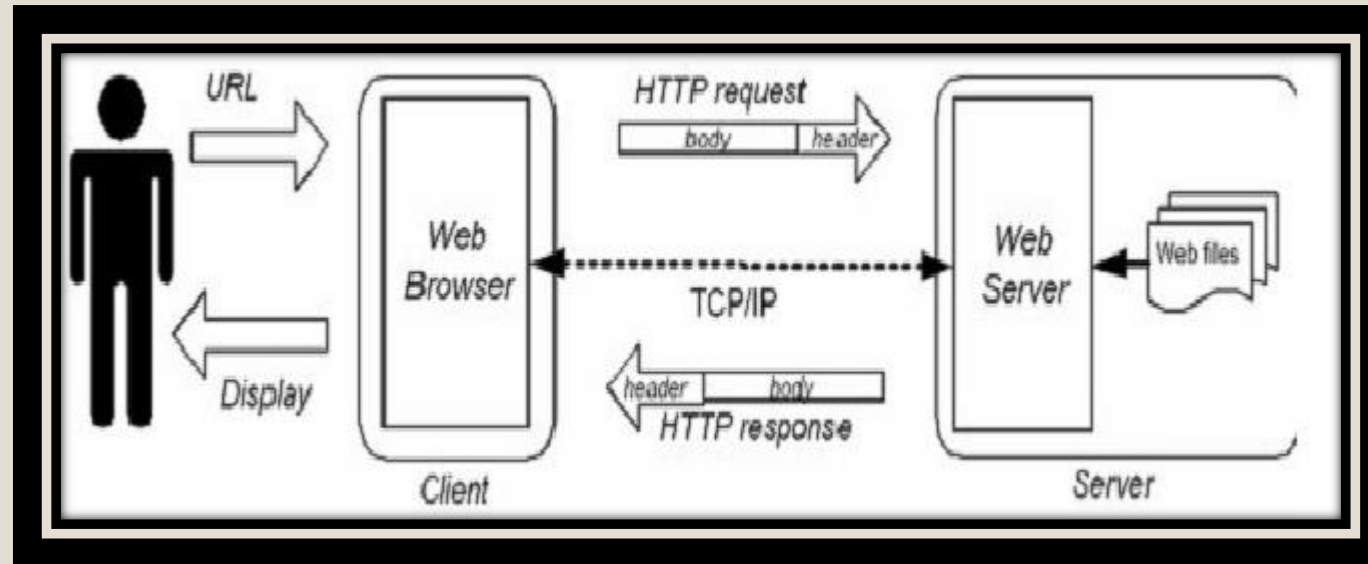 URL
HTTP request
body header
Web
Browser
Web
Server
Web files
TCP/IP
Display
header body
HTTP response
Client
Server